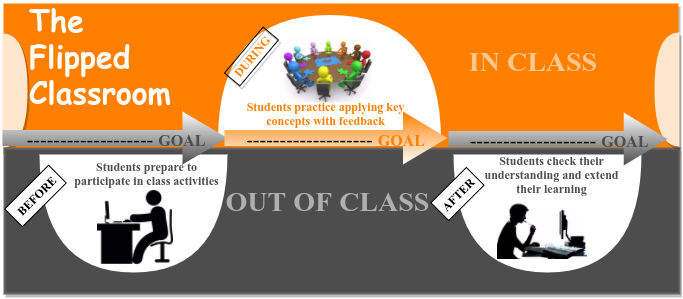 The
Flipped
Classroom
DURING
IN CLASS
Students practice applying key
concepts with feedback
-------------------- GOAL
-------------------- GOAL
-------------------- GOAL
BEFORE
Students prepare to
participate in class activities
OUT OF CLASS
AFTER
Students check their
understanding and extend
their learning